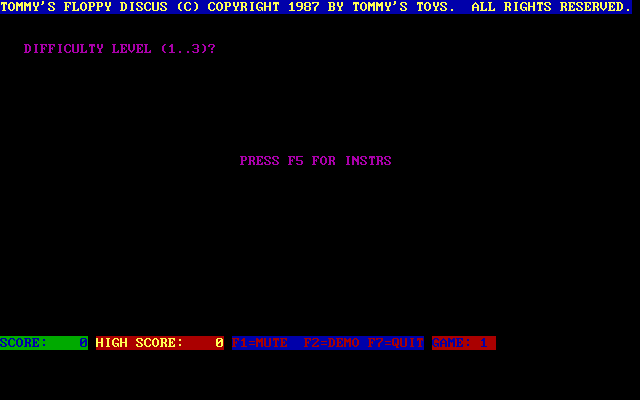 TOMMY'S FLOPPY DISCUS (C) COPYRIGHT 1987 BY TOMMY'S TOYS.  ALL RIGHTS RESERVED.
DIFFICULTY LEVEL (1..3)?
PRESS F5 FOR INSTRS
SCORE:    0 HIGH SCORE:    0 F1=MUTE  F2=DEMO F7=QUIT GAME: 1